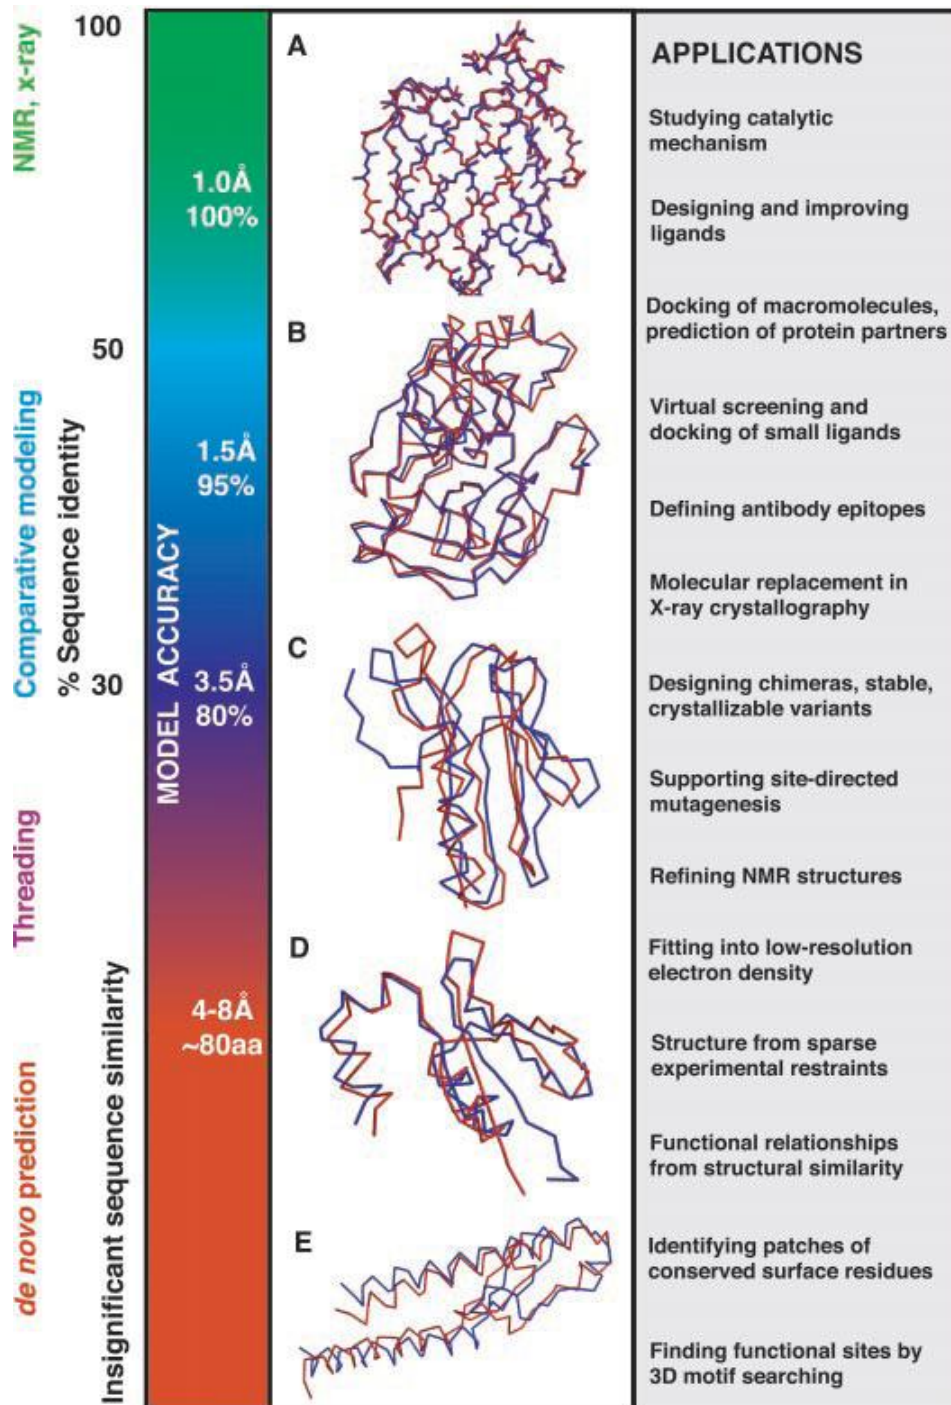 NMR, x-ray
Comparative modeling
Threading
de novo prediction
100
50
30
% Sequence identity
Insignificant sequence similarity
MODEL ACCURACY
1.0Å
100%
1.5Å
95%
3.5Å
80%
4-8Å
~80aa
A
B
C
D
E
APPLICATIONS
Studying catalytic
mechanism
Designing and improving
ligands
Docking of macromolecules,
prediction of protein partners
Virtual screening and
docking of small ligands
Defining antibody epitopes
Molecular replacement in
X-ray crystallography
Designing chimeras, stable,
crystallizable variants
Supporting site-directed
mutagenesis
Refining NMR structures
Fitting into low-resolution
electron density
Structure from sparse
experimental restraints
Functional relationships
from structural similarity
Identifying patches of
conserved surface residues
Finding functional sites by
3D motif searching